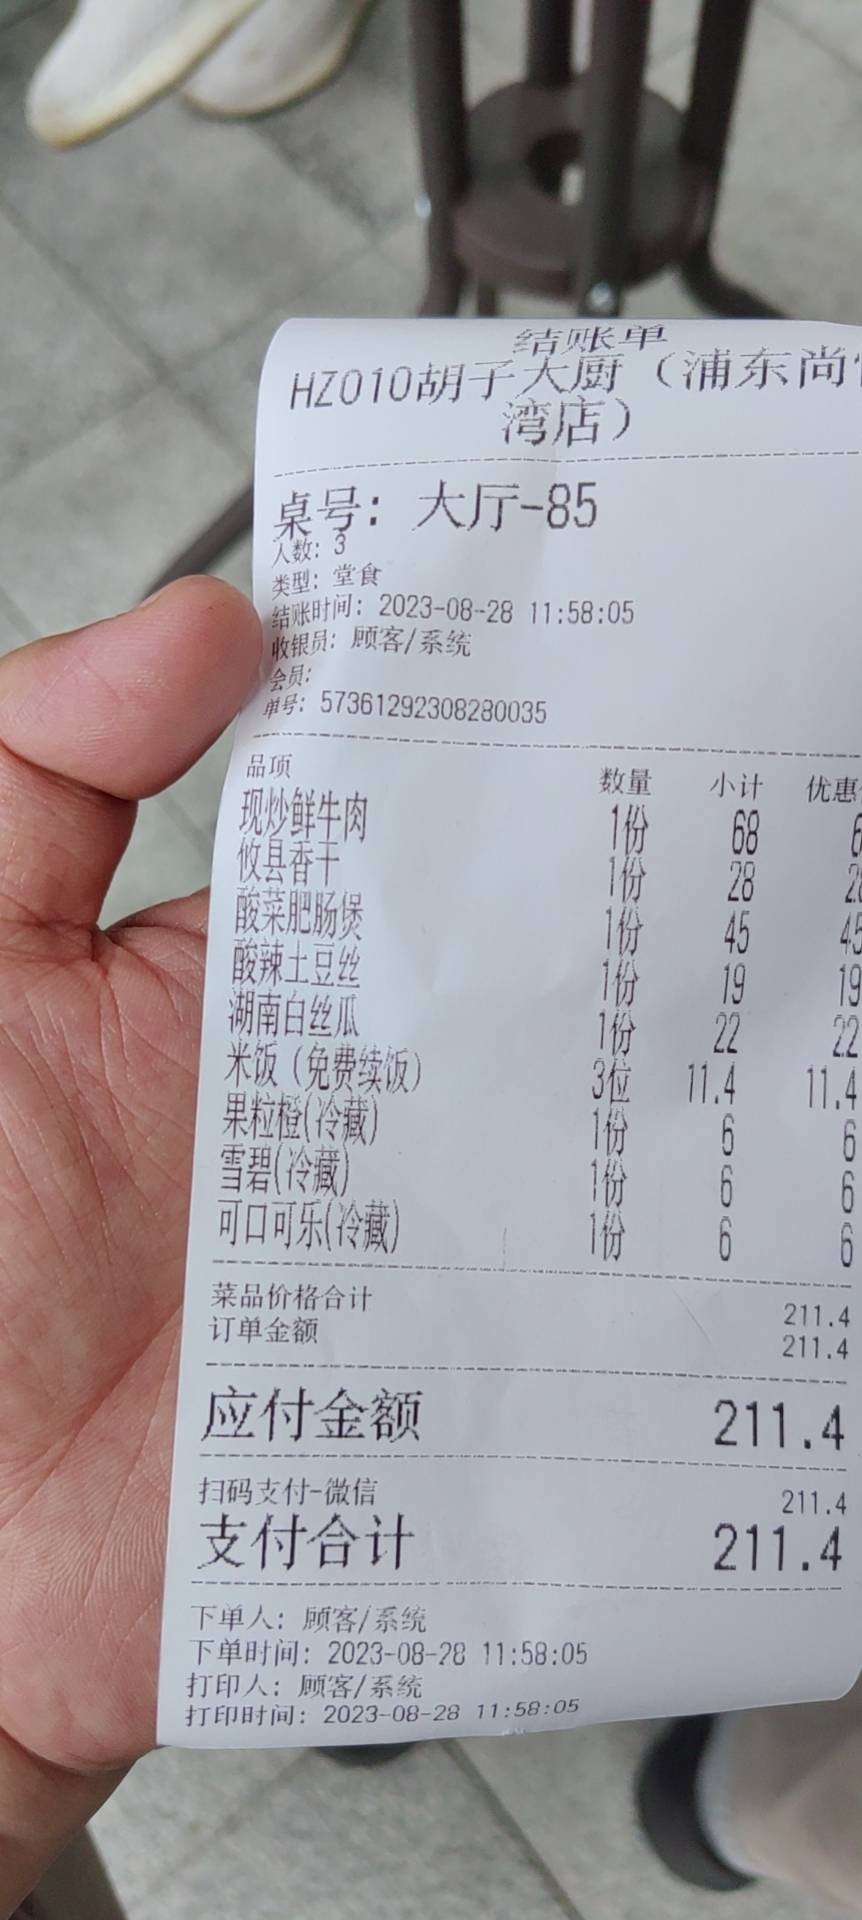 结账单
HZ010胡子大厨（浦东尚
湾店）
桌号: 大厅-85
人数: 3
类型: 堂食
结账时间: 2023-08-28 11:58:05
收银员: 顾客/系统
会员:
单号: 57361292308280035
品项 数量 小计 优惠
现炒鲜牛肉 1份 68 6
攸县香干 1份 28 28
酸菜肥肠煲 1份 45 45
酸辣土豆丝 1份 19 19
湖南白丝瓜 1份 22 22
米饭（免费续饭） 3位 11.4 11.4
果粒橙(冷藏) 1份 6 6
雪碧(冷藏) 1份 6 6
可口可乐(冷藏) 1份 6 6
菜品价格合计 211.4
订单金额 211.4
应付金额 211.4
扫码支付-微信 211.4
支付合计 211.4
下单人: 顾客/系统
下单时间: 2023-08-28 11:58:05
打印人: 顾客/系统
打印时间: 2023-08-28 11:58:05